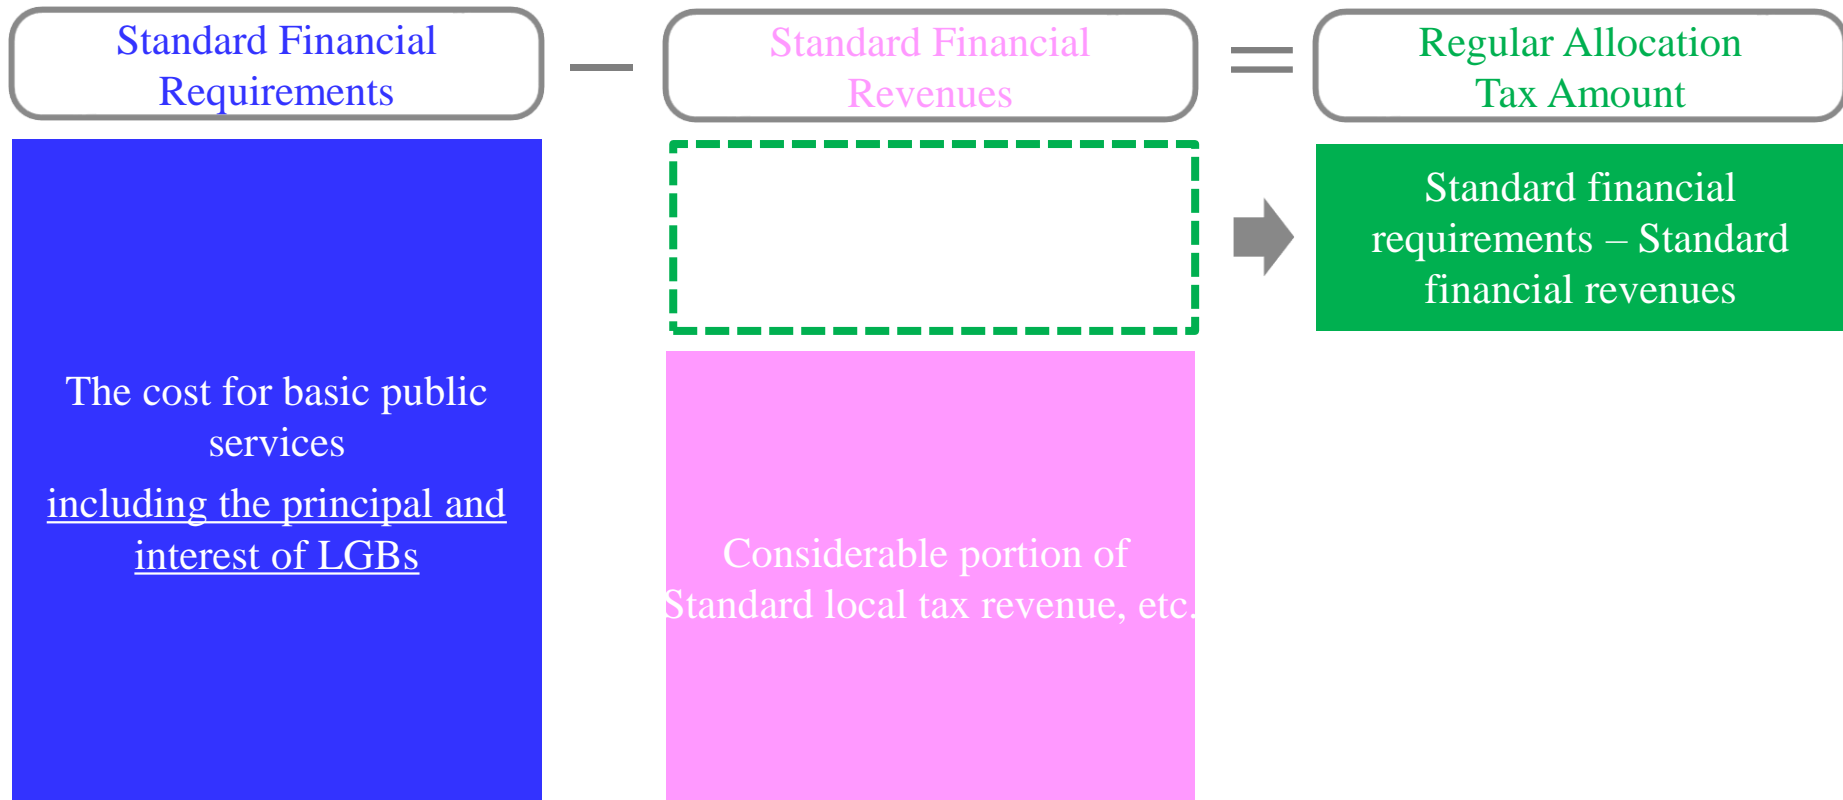 Standard Financial
Requirements
Standard Financial
Revenues
Regular Allocation
Tax Amount
The cost for basic public
services
including the principal and
interest of LGBs
Considerable portion of
Standard local tax revenue, etc.
Standard financial
requirements – Standard
financial revenues